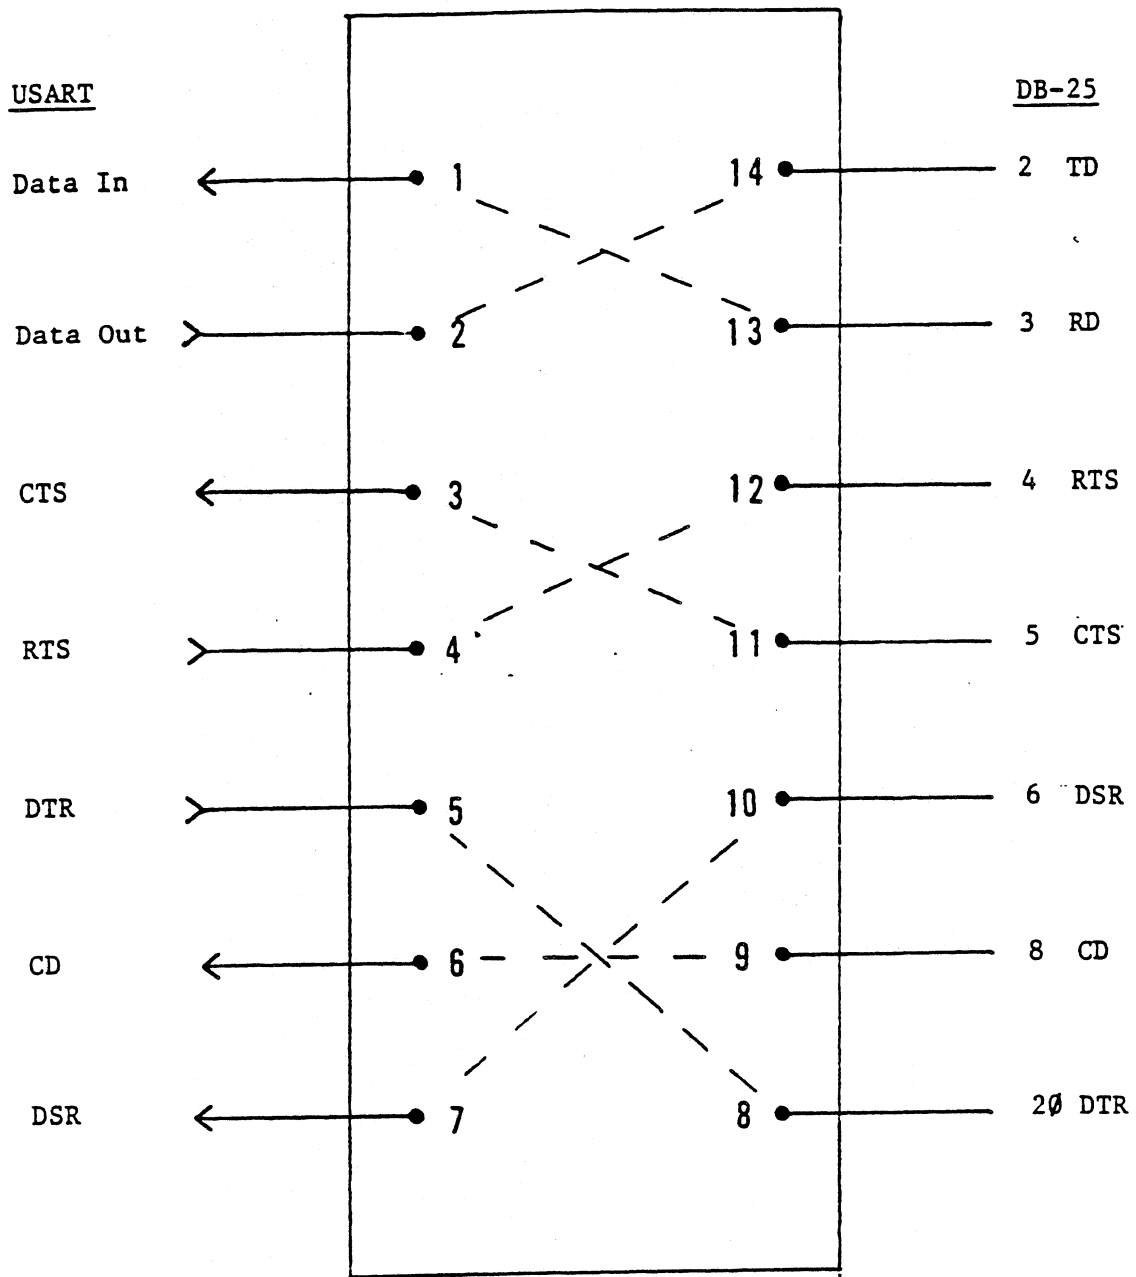 USART DB-25
Data In 1 14 2 TD
Data Out 2 13 3 RD
CTS 3 12 4 RTS
RTS 4 11 5 CTS
DTR 5 10 6 DSR
CD 6 9 8 CD
DSR 7 8 2Ø DTR